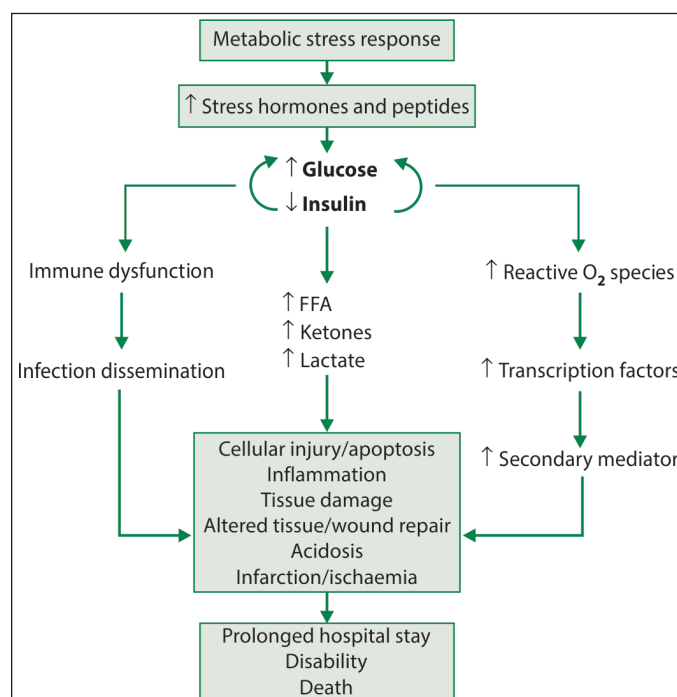 Metabolic stress response
↑ Stress hormones and peptides
↑ Glucose
↓ Insulin
Immune dysfunction
Infection dissemination
↑ FFA
↑ Ketones
↑ Lactate
↑ Reactive O₂ species
↑ Transcription factors
↑ Secondary mediator
Cellular injury/apoptosis
Inflammation
Tissue damage
Altered tissue/wound repair
Acidosis
Infarction/ischaemia
Prolonged hospital stay
Disability
Death